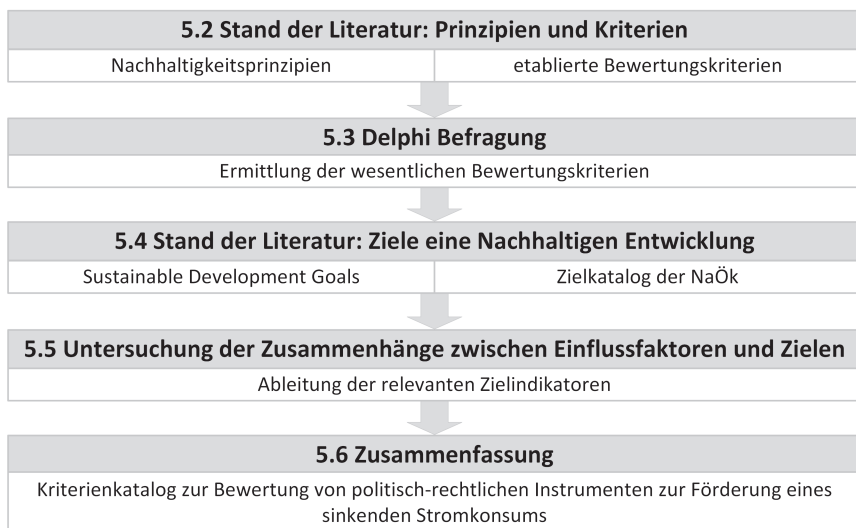 5.2 Stand der Literatur: Prinzipien und Kriterien
Nachhaltigkeitsprinzipien
etablierte Bewertungskriterien
5.3 Delphi Befragung
Ermittlung der wesentlichen Bewertungskriterien
5.4 Stand der Literatur: Ziele eine Nachhaltigen Entwicklung
Sustainable Development Goals
Zielkatalog der NaÖk
5.5 Untersuchung der Zusammenhänge zwischen Einflussfaktoren und Zielen
Ableitung der relevanten Zielindikatoren
5.6 Zusammenfassung
Kriterienkatalog zur Bewertung von politisch-rechtlichen Instrumenten zur Förderung eines
sinkenden Stromkonsums